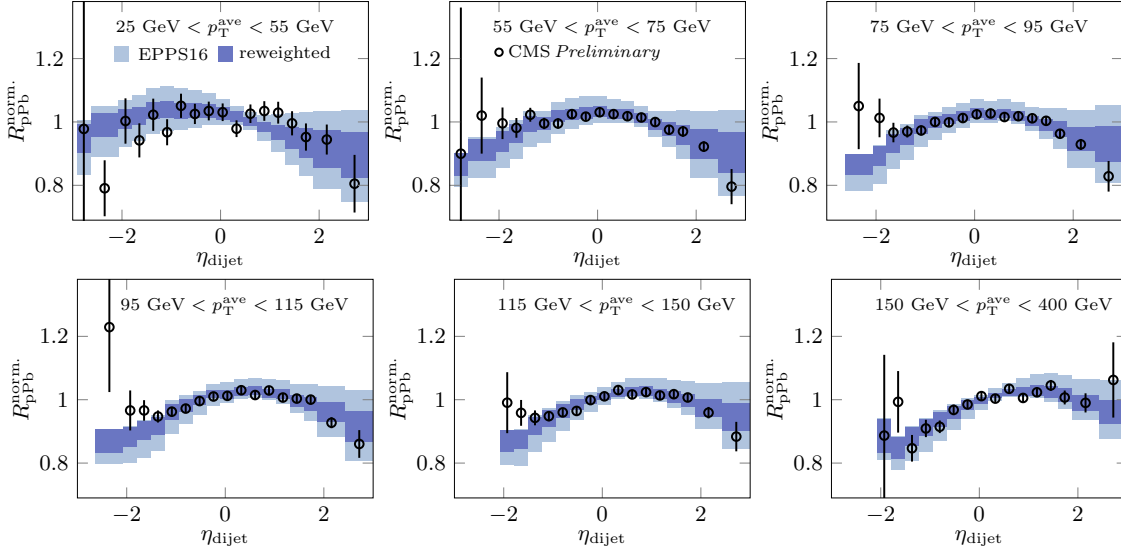 25 GeV < p_T^ave < 55 GeV
EPPS16 reweighted
1.2
1
0.8
R_pPb^norm.
−2 0 2
η_dijet
55 GeV < p_T^ave < 75 GeV
CMS Preliminary
1.2
1
0.8
R_pPb^norm.
−2 0 2
η_dijet
75 GeV < p_T^ave < 95 GeV
1.2
1
0.8
R_pPb^norm.
−2 0 2
η_dijet
95 GeV < p_T^ave < 115 GeV
1.2
1
0.8
R_pPb^norm.
−2 0 2
η_dijet
115 GeV < p_T^ave < 150 GeV
1.2
1
0.8
R_pPb^norm.
−2 0 2
η_dijet
150 GeV < p_T^ave < 400 GeV
1.2
1
0.8
R_pPb^norm.
−2 0 2
η_dijet